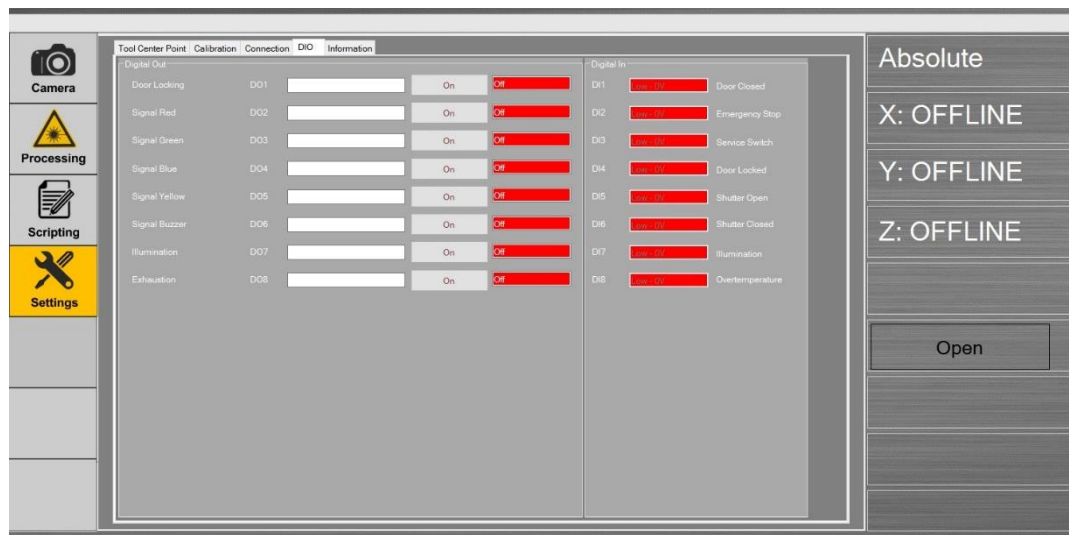 Camera
Processing
Scripting
Settings
Tool Center Point Calibration Connection DIO Information
Digital Out
Door Locking DO1 On Off
Signal Red DO2 On Off
Signal Green DO3 On Off
Signal Blue DO4 On Off
Signal Yellow DO5 On Off
Signal Buzzer DO6 On Off
Illumination DO7 On Off
Exhaustion DO8 On Off
Digital In
DI1 Low - 0V Door Closed
DI2 Low - 0V Emergency Stop
DI3 Low - 0V Service Switch
DI4 Low - 0V Door Locked
DI5 Low - 0V Shutter Open
DI6 Low - 0V Shutter Closed
DI7 Low - 0V Illumination
DI8 Low - 0V Overtemperature
Absolute
X: OFFLINE
Y: OFFLINE
Z: OFFLINE
Open